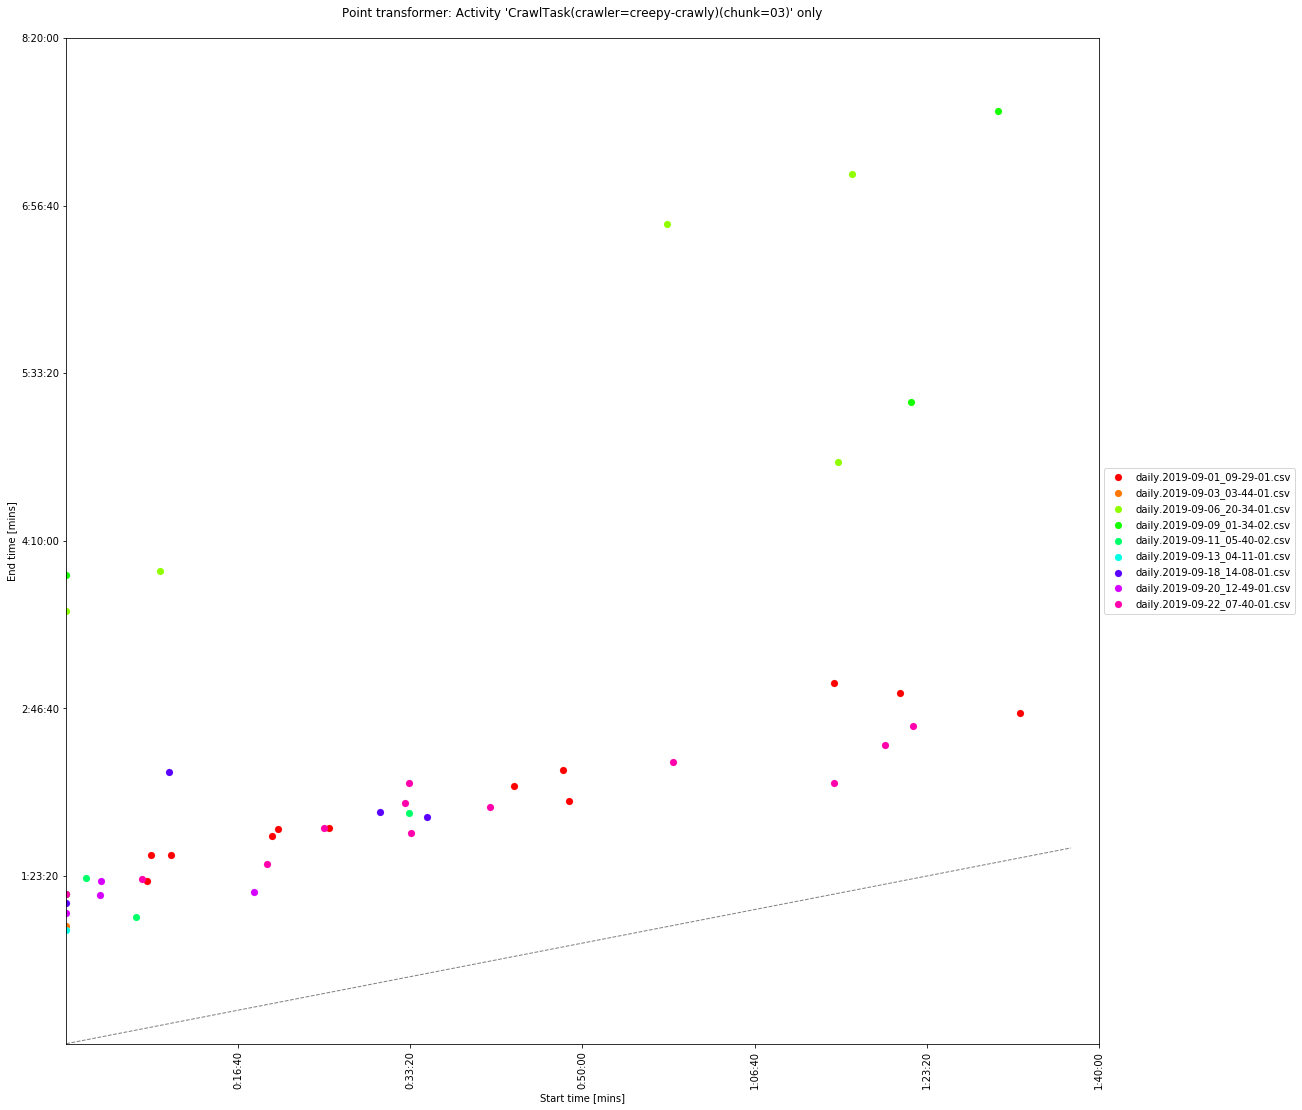 Point transformer: Activity 'CrawlTask(crawler=creepy-crawly)(chunk=03)' only
8:20:00
6:56:40
5:33:20
4:10:00
2:46:40
1:23:20
End time [mins]
0:16:40
0:33:20
0:50:00
1:06:40
1:23:20
1:40:00
Start time [mins]
daily.2019-09-01_09-29-01.csv
daily.2019-09-03_03-44-01.csv
daily.2019-09-06_20-34-01.csv
daily.2019-09-09_01-34-02.csv
daily.2019-09-11_05-40-02.csv
daily.2019-09-13_04-11-01.csv
daily.2019-09-18_14-08-01.csv
daily.2019-09-20_12-49-01.csv
daily.2019-09-22_07-40-01.csv